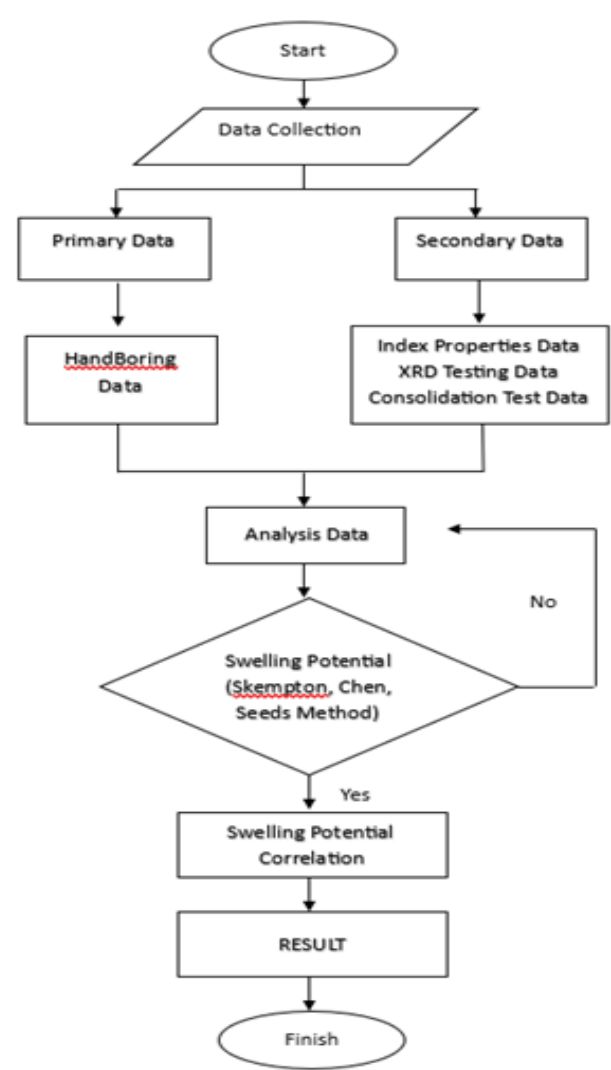 Start
Data Collection
Primary Data
Secondary Data
HandBoring
Data
Index Properties Data
XRD Testing Data
Consolidation Test Data
Analysis Data
No
Swelling Potential
(Skempton, Chen,
Seeds Method)
Yes
Swelling Potential
Correlation
RESULT
Finish